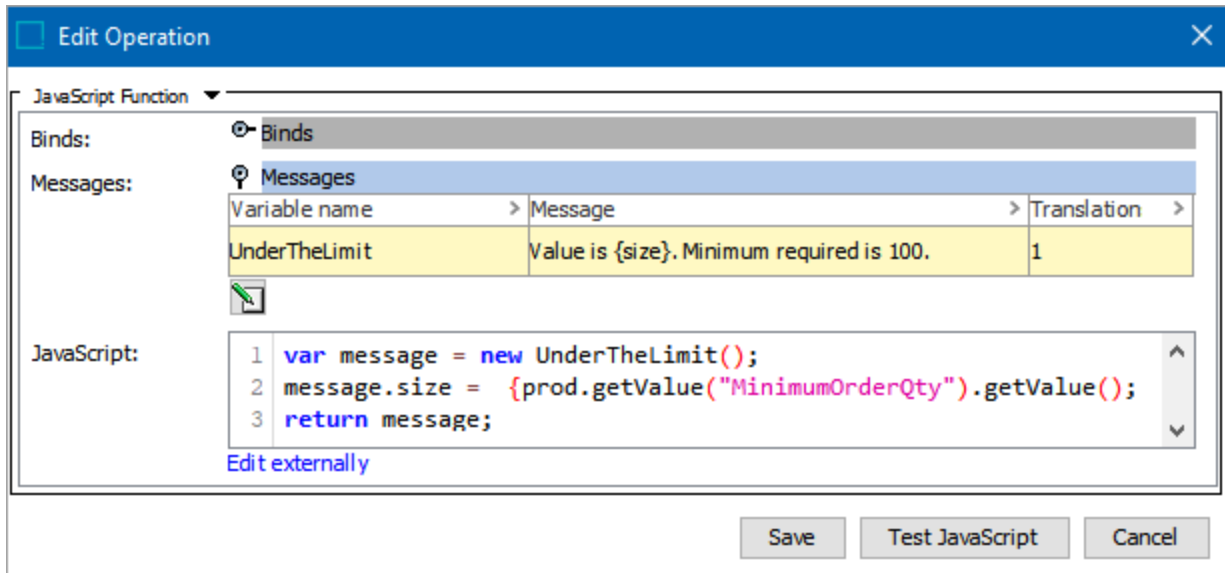 Edit Operation
JavaScript Function
Binds: Binds
Messages: Messages
Variable name > Message > Translation >
UnderTheLimit Value is {size}. Minimum required is 100. 1
JavaScript:
1 var message = new UnderTheLimit();
2 message.size =  {prod.getValue("MinimumOrderQty").getValue();
3 return message;
Edit externally
Save Test JavaScript Cancel